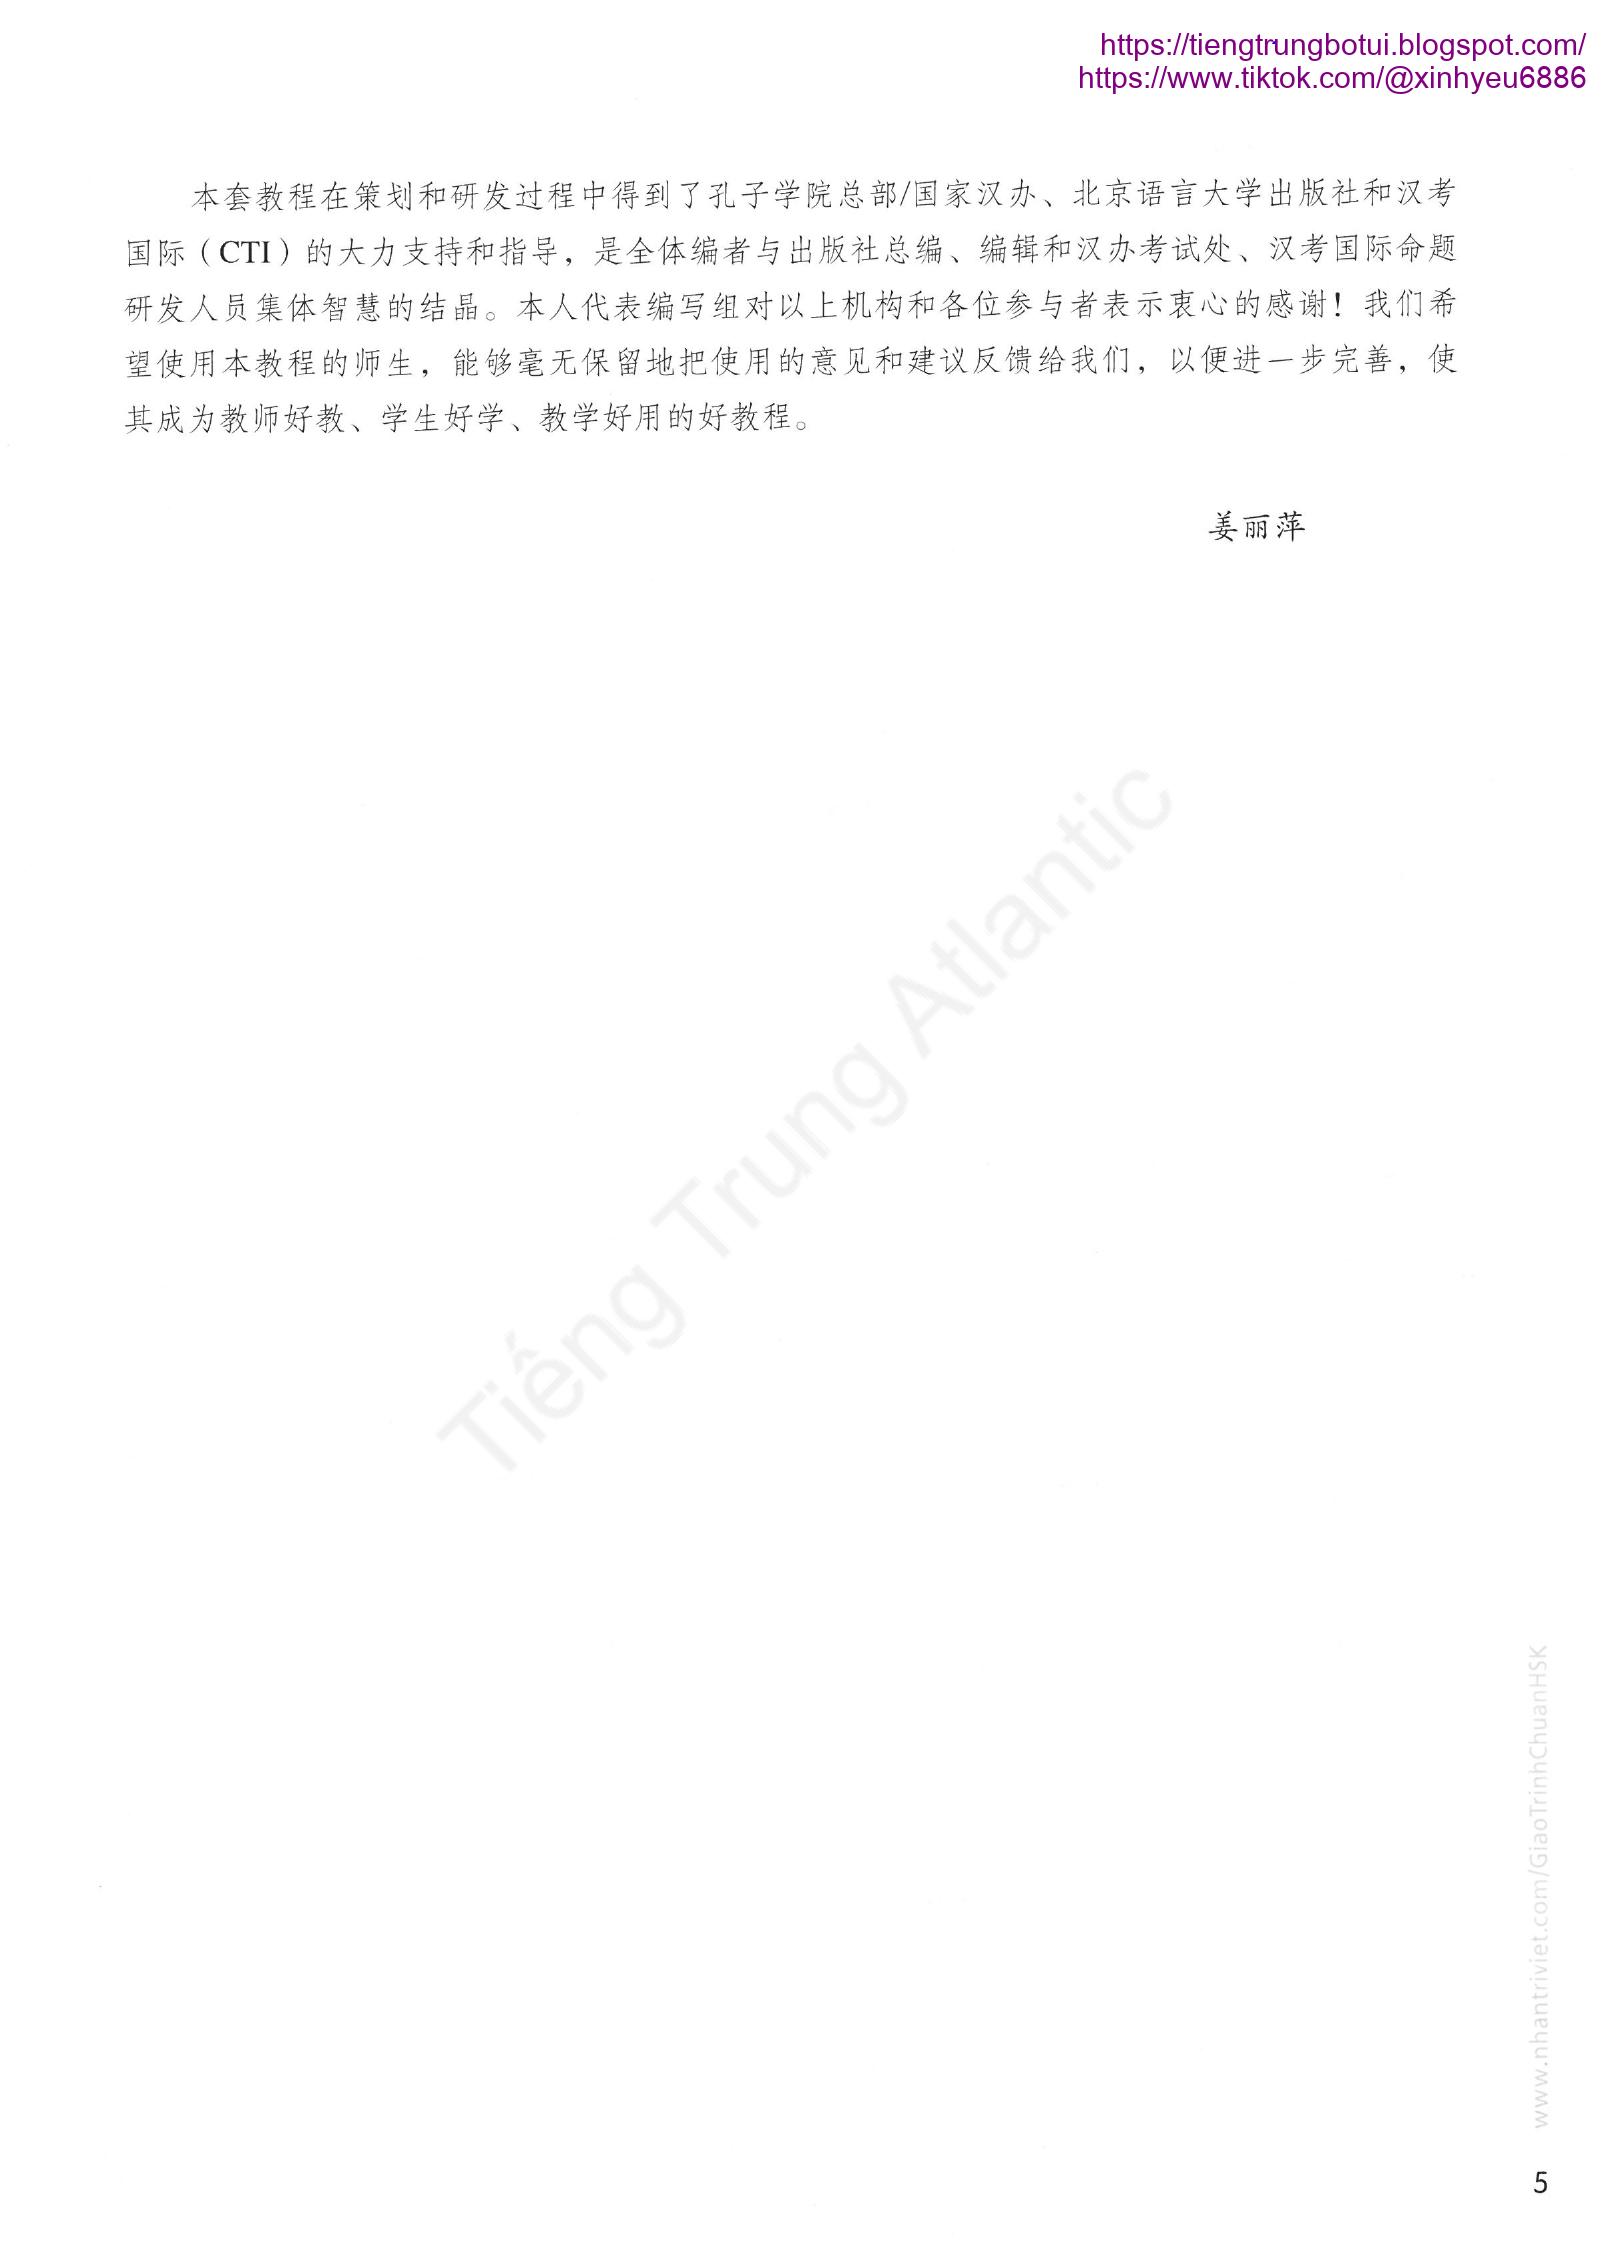 https://tiengtrungbotui.blogspot.com/
https://www.tiktok.com/@xinhyeu6886
本套教程在策划和研发过程中得到了孔子学院总部/国家汉办、北京语言大学出版社和汉考
国际（CTI）的大力支持和指导，是全体编者与出版社总编、编辑和汉办考试处、汉考国际命题
研发人员集体智慧的结晶。本人代表编写组对以上机构和各位参与者表示衷心的感谢！我们希
望使用本教程的师生，能够毫无保留地把使用的意见和建议反馈给我们，以便进一步完善，使
其成为教师好教、学生好学、教学好用的好教程。
姜丽萍
Tiếng Trung Atlantic
www.nhantriviet.com/GiaoTrinhChuanHSK
5